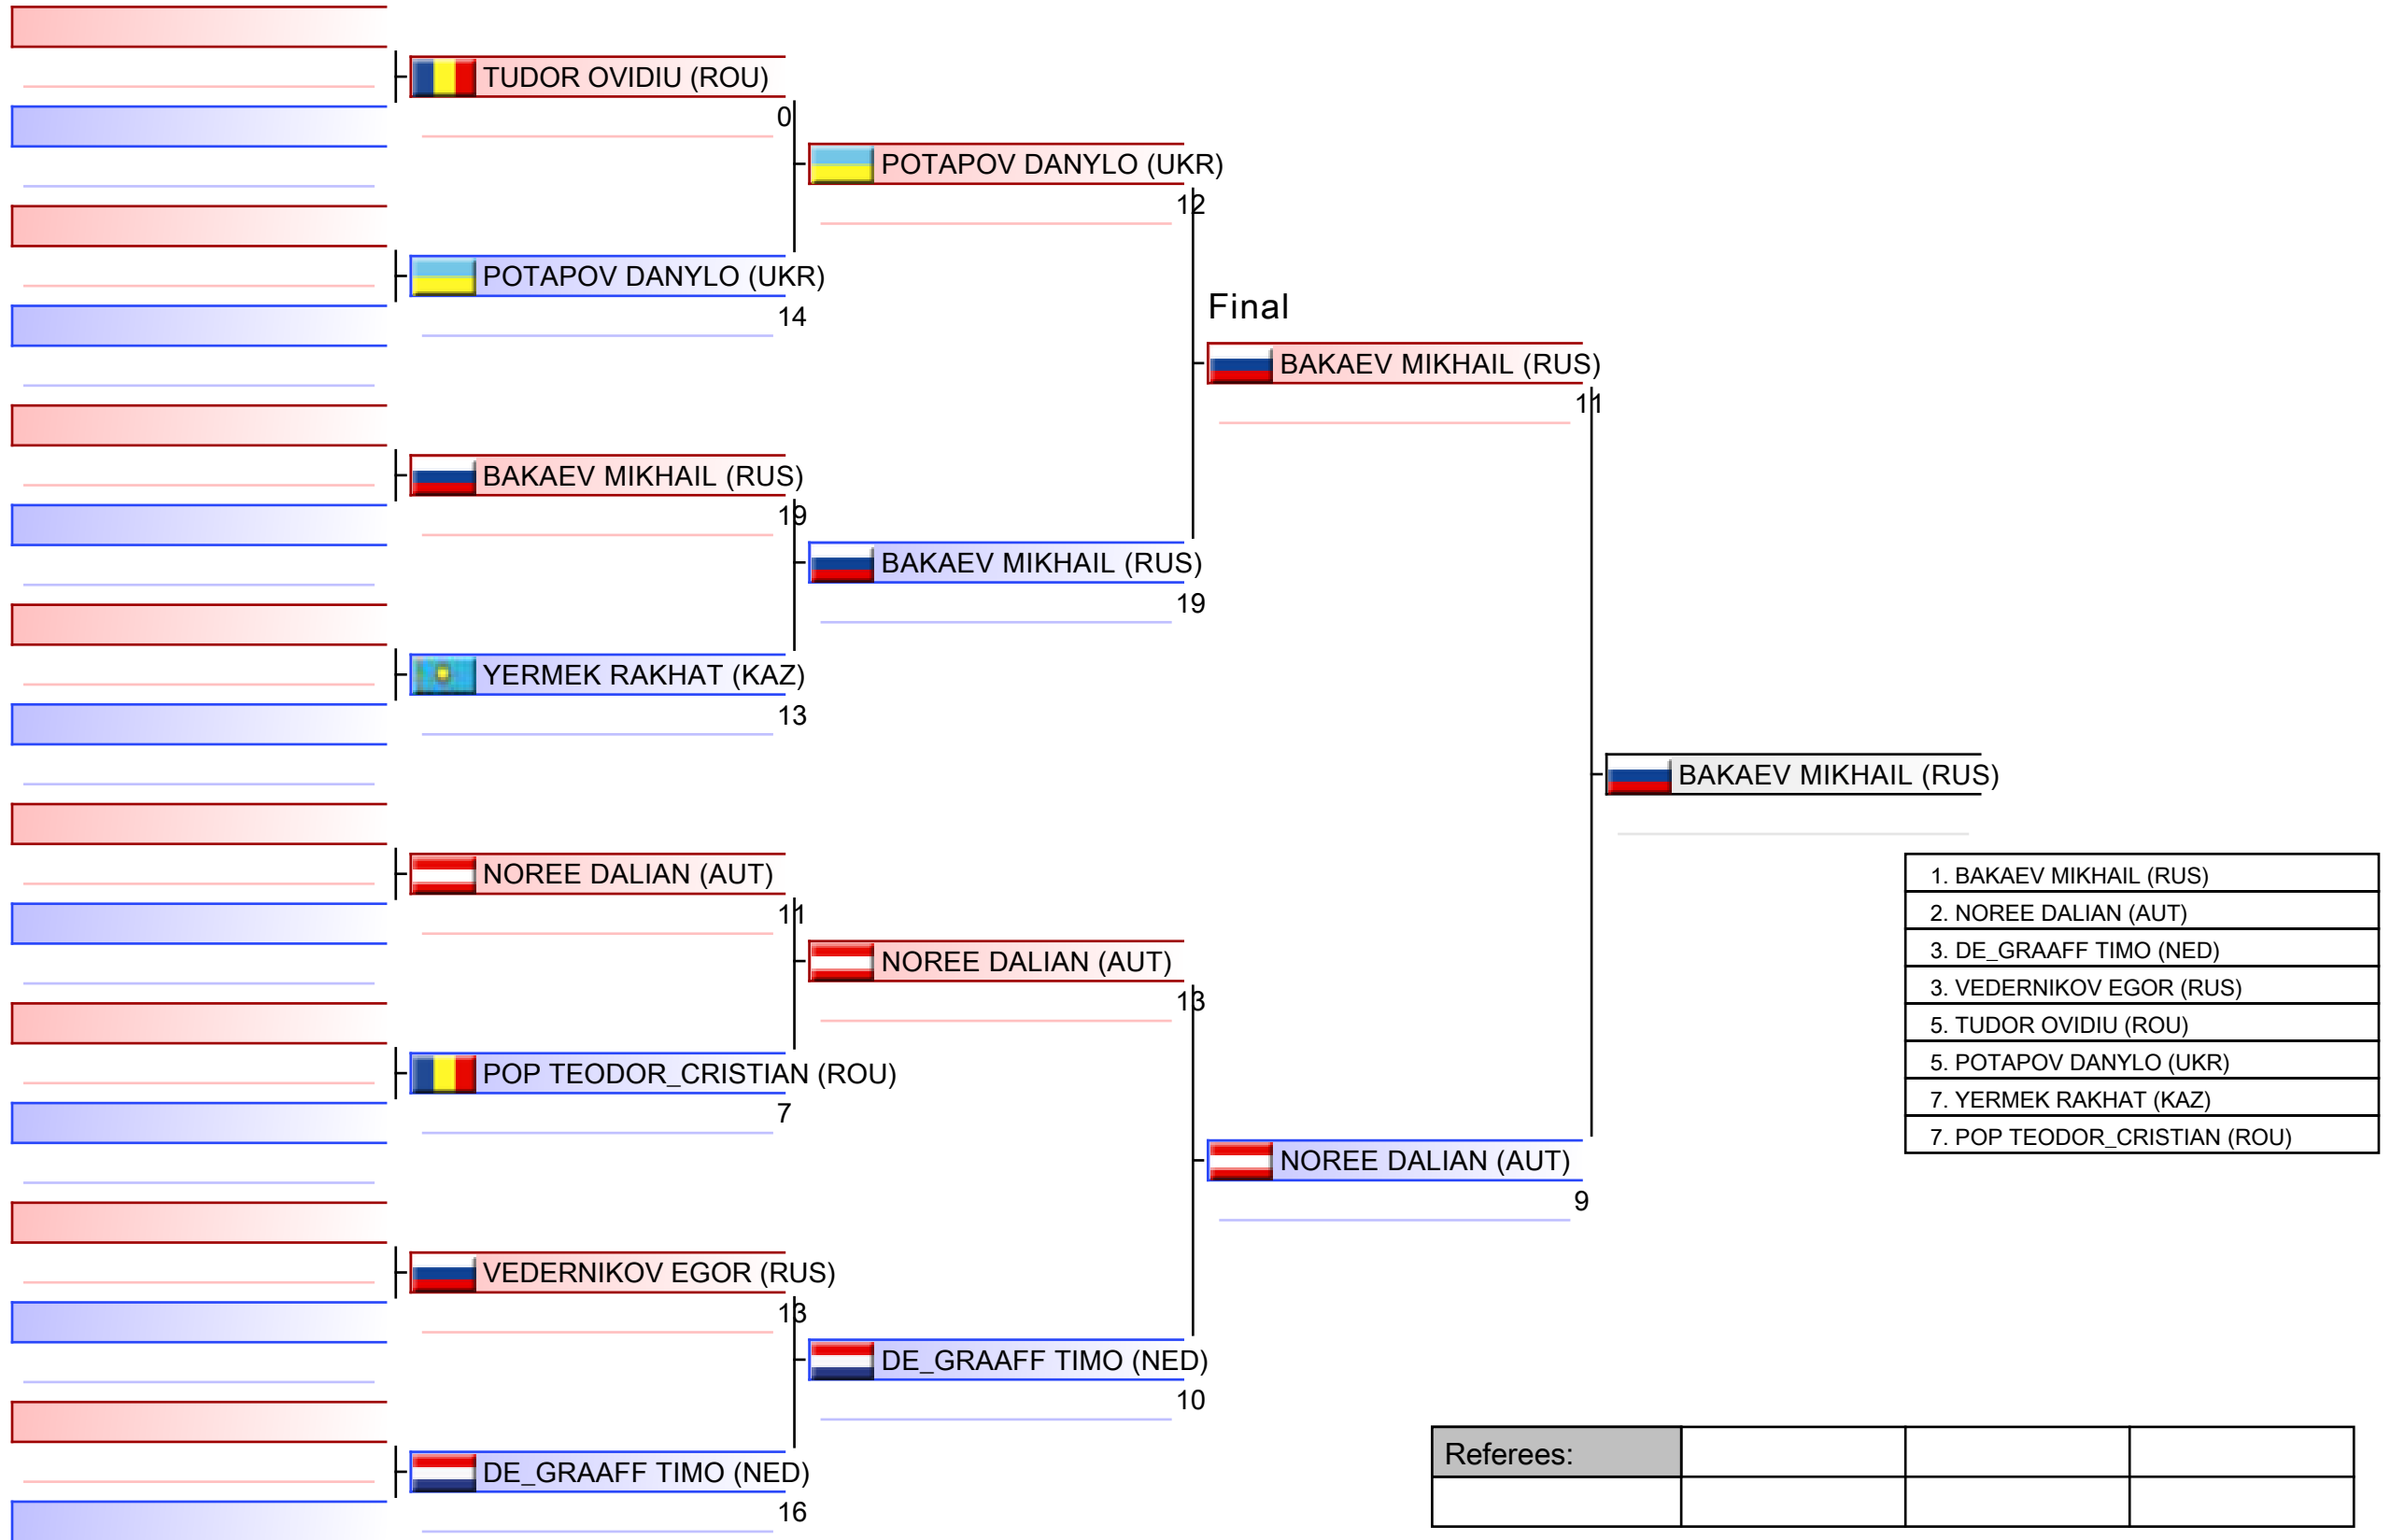 TUDOR OVIDIU (ROU)
0
POTAPOV DANYLO (UKR)
12
POTAPOV DANYLO (UKR)
14
Final
BAKAEV MIKHAIL (RUS)
11
BAKAEV MIKHAIL (RUS)
19
BAKAEV MIKHAIL (RUS)
19
YERMEK RAKHAT (KAZ)
13
BAKAEV MIKHAIL (RUS)
NOREE DALIAN (AUT)
11
NOREE DALIAN (AUT)
13
POP TEODOR_CRISTIAN (ROU)
7
NOREE DALIAN (AUT)
9
VEDERNIKOV EGOR (RUS)
13
DE_GRAAFF TIMO (NED)
10
DE_GRAAFF TIMO (NED)
16
1. BAKAEV MIKHAIL (RUS)
2. NOREE DALIAN (AUT)
3. DE_GRAAFF TIMO (NED)
3. VEDERNIKOV EGOR (RUS)
5. TUDOR OVIDIU (ROU)
5. POTAPOV DANYLO (UKR)
7. YERMEK RAKHAT (KAZ)
7. POP TEODOR_CRISTIAN (ROU)
Referees: